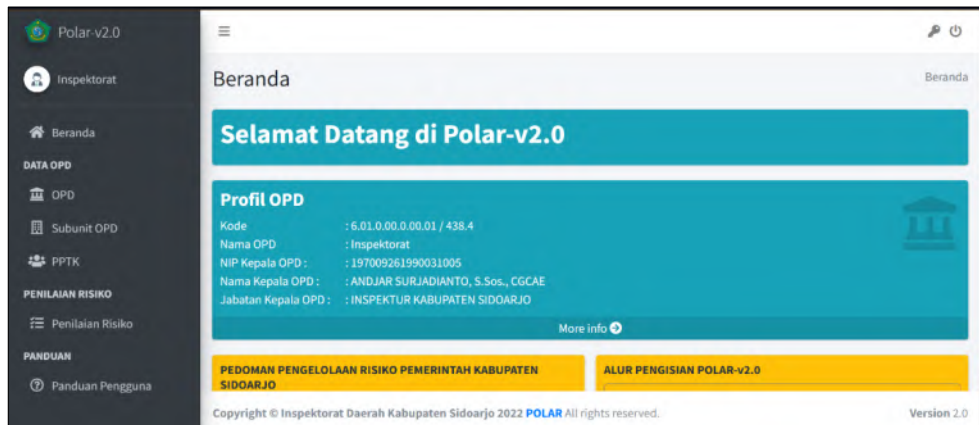 Polar-v2.0
Inspektorat
Beranda
DATA OPD
OPD
Subunit OPD
PPTK
PENILAIAN RISIKO
Penilaian Risiko
PANDUAN
Panduan Pengguna
Beranda
Beranda
Selamat Datang di Polar-v2.0
Profil OPD
Kode : 6.01.0.00.0.00.01 / 438.4
Nama OPD : Inspektorat
NIP Kepala OPD : : 197009261990031005
Nama Kepala OPD : : ANDJAR SURJADIANTO, S.Sos., CGCAE
Jabatan Kepala OPD : : INSPEKTUR KABUPATEN SIDOARJO
More info
PEDOMAN PENGELOLAAN RISIKO PEMERINTAH KABUPATEN
SIDOARJO
ALUR PENGISIAN POLAR-v2.0
Copyright © Inspektorat Daerah Kabupaten Sidoarjo 2022 POLAR All rights reserved.
Version 2.0